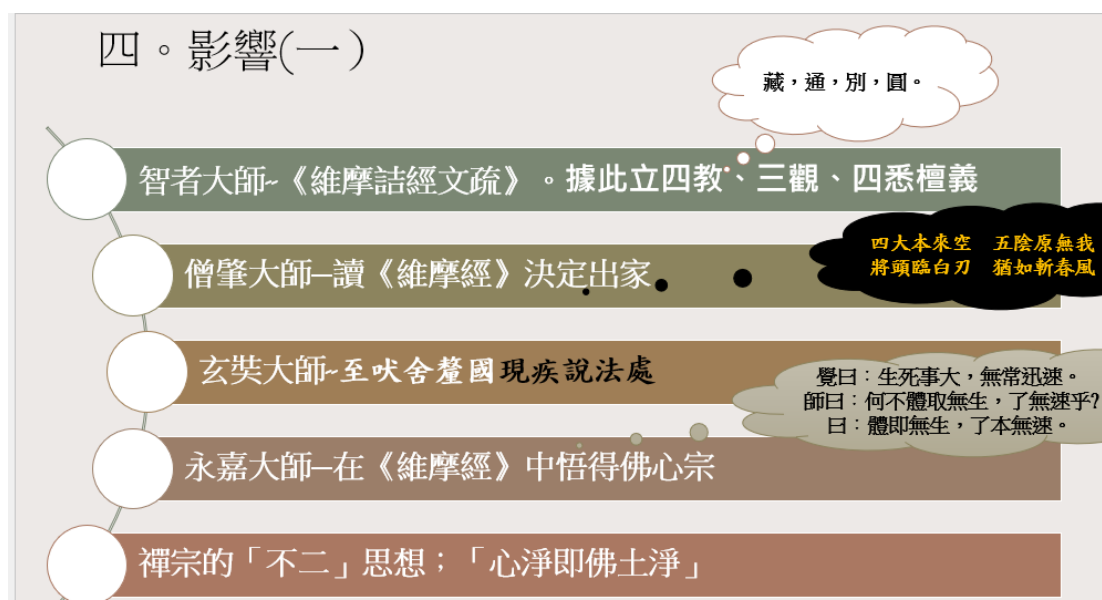 四。影響(一)
藏，通，別，圓。
智者大師~《維摩詰經文疏》。據此立四教、三觀、四悉檀義
四大本來空　五陰原無我
將頭臨白刃　猶如斬春風
僧肇大師—讀《維摩經》決定出家
玄奘大師~至吠舍釐國現疾說法處
覺曰：生死事大，無常迅速。
師曰：何不體取無生，了無速乎?
曰：體即無生，了本無速。
永嘉大師—在《維摩經》中悟得佛心宗
禪宗的「不二」思想；「心淨即佛土淨」